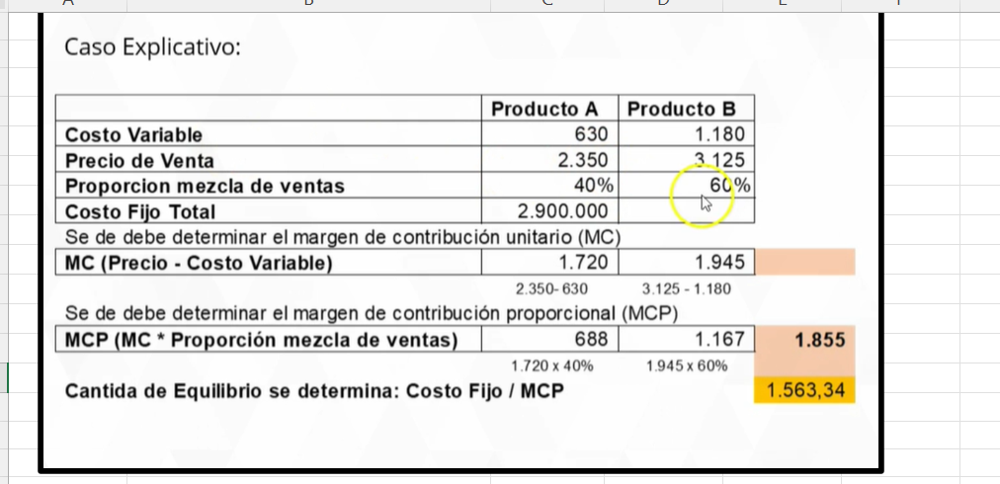 Caso Explicativo:
Producto A Producto B
Costo Variable 630 1.180
Precio de Venta 2.350 3.125
Proporcion mezcla de ventas 40% 60%
Costo Fijo Total 2.900.000
Se de debe determinar el margen de contribución unitario (MC)
MC (Precio - Costo Variable) 1.720 1.945
2.350- 630 3.125 - 1.180
Se de debe determinar el margen de contribución proporcional (MCP)
MCP (MC * Proporción mezcla de ventas) 688 1.167 1.855
1.720 x 40% 1.945 x 60%
Cantida de Equilibrio se determina: Costo Fijo / MCP 1.563,34